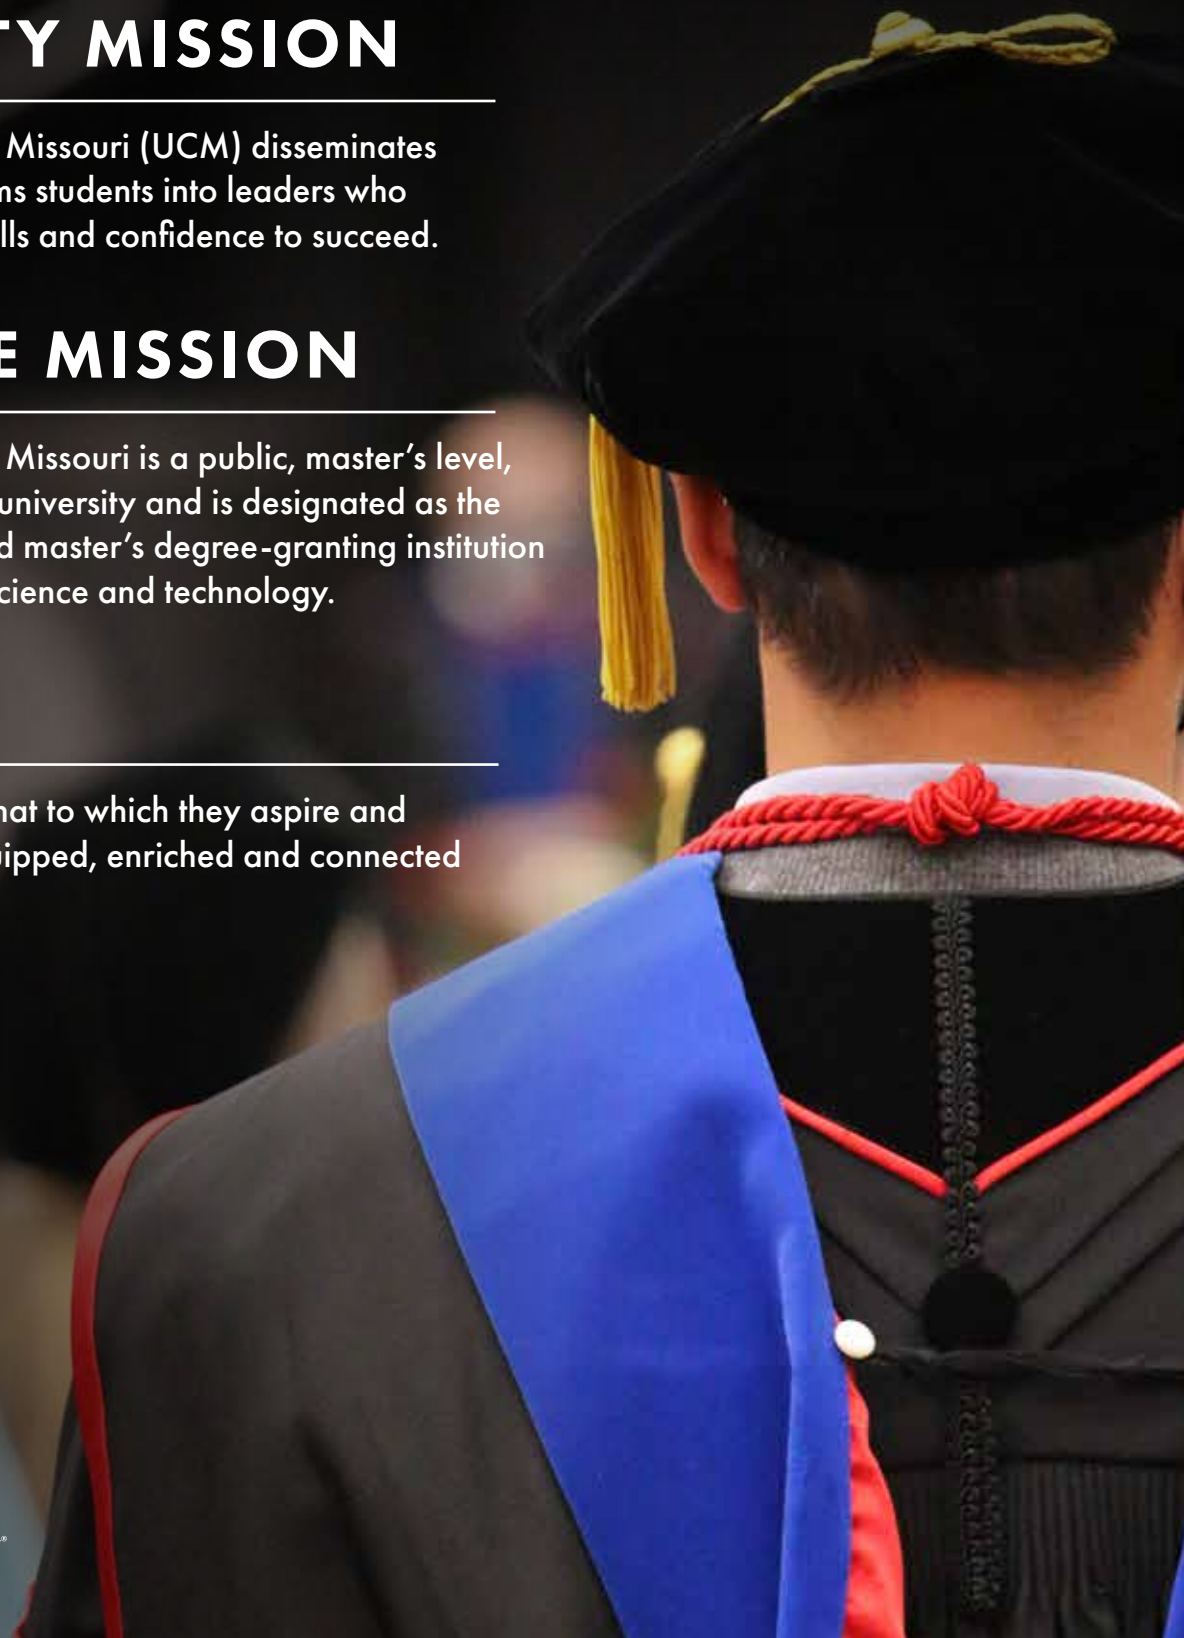 TY MISSION
Missouri (UCM) disseminates
ms students into leaders who
lls and confidence to succeed.
E MISSION
Missouri is a public, master’s level,
university and is designated as the
d master’s degree-granting institution
cience and technology.
hat to which they aspire and
uipped, enriched and connected
®